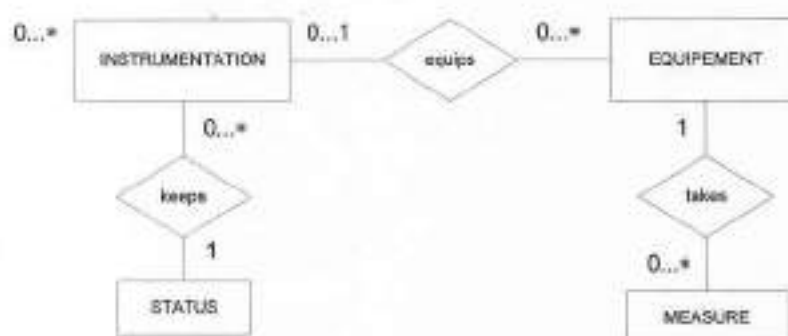 0...* INSTRUMENTATION 0...1 equips 0...* EQUIPEMENT
0...* 1
keeps takes
1 0...*
STATUS MEASURE